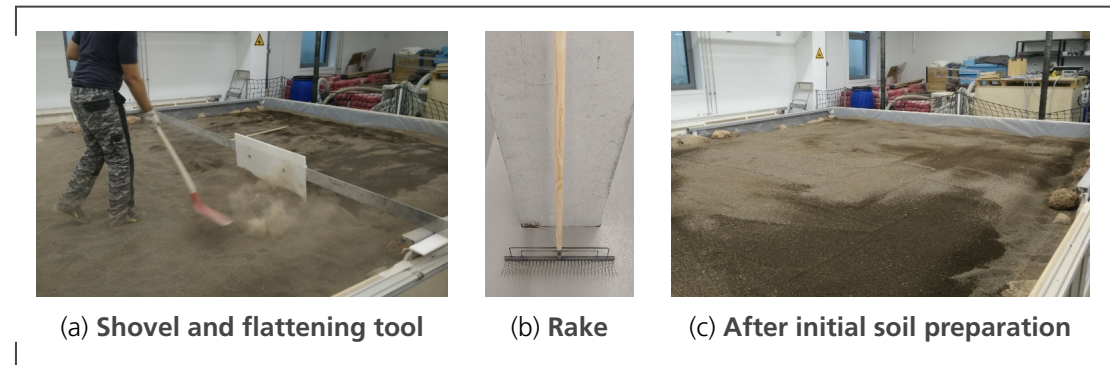 (a) Shovel and flattening tool
(b) Rake
(c) After initial soil preparation